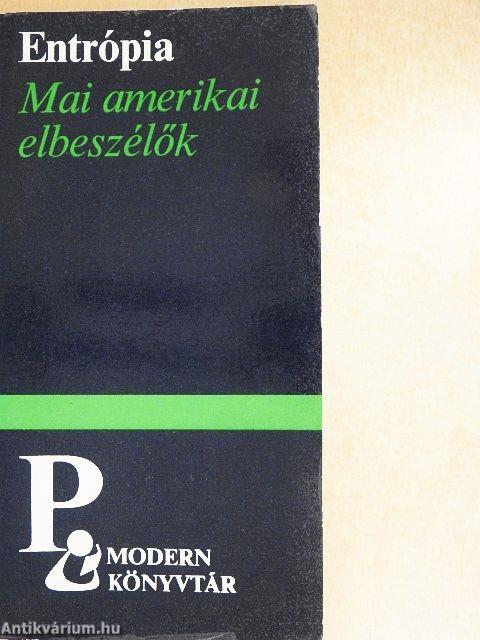 Entrópia
Mai amerikai
elbeszélők
P.
MODERN
KÖNYVTÁR
Antikvárium.hu